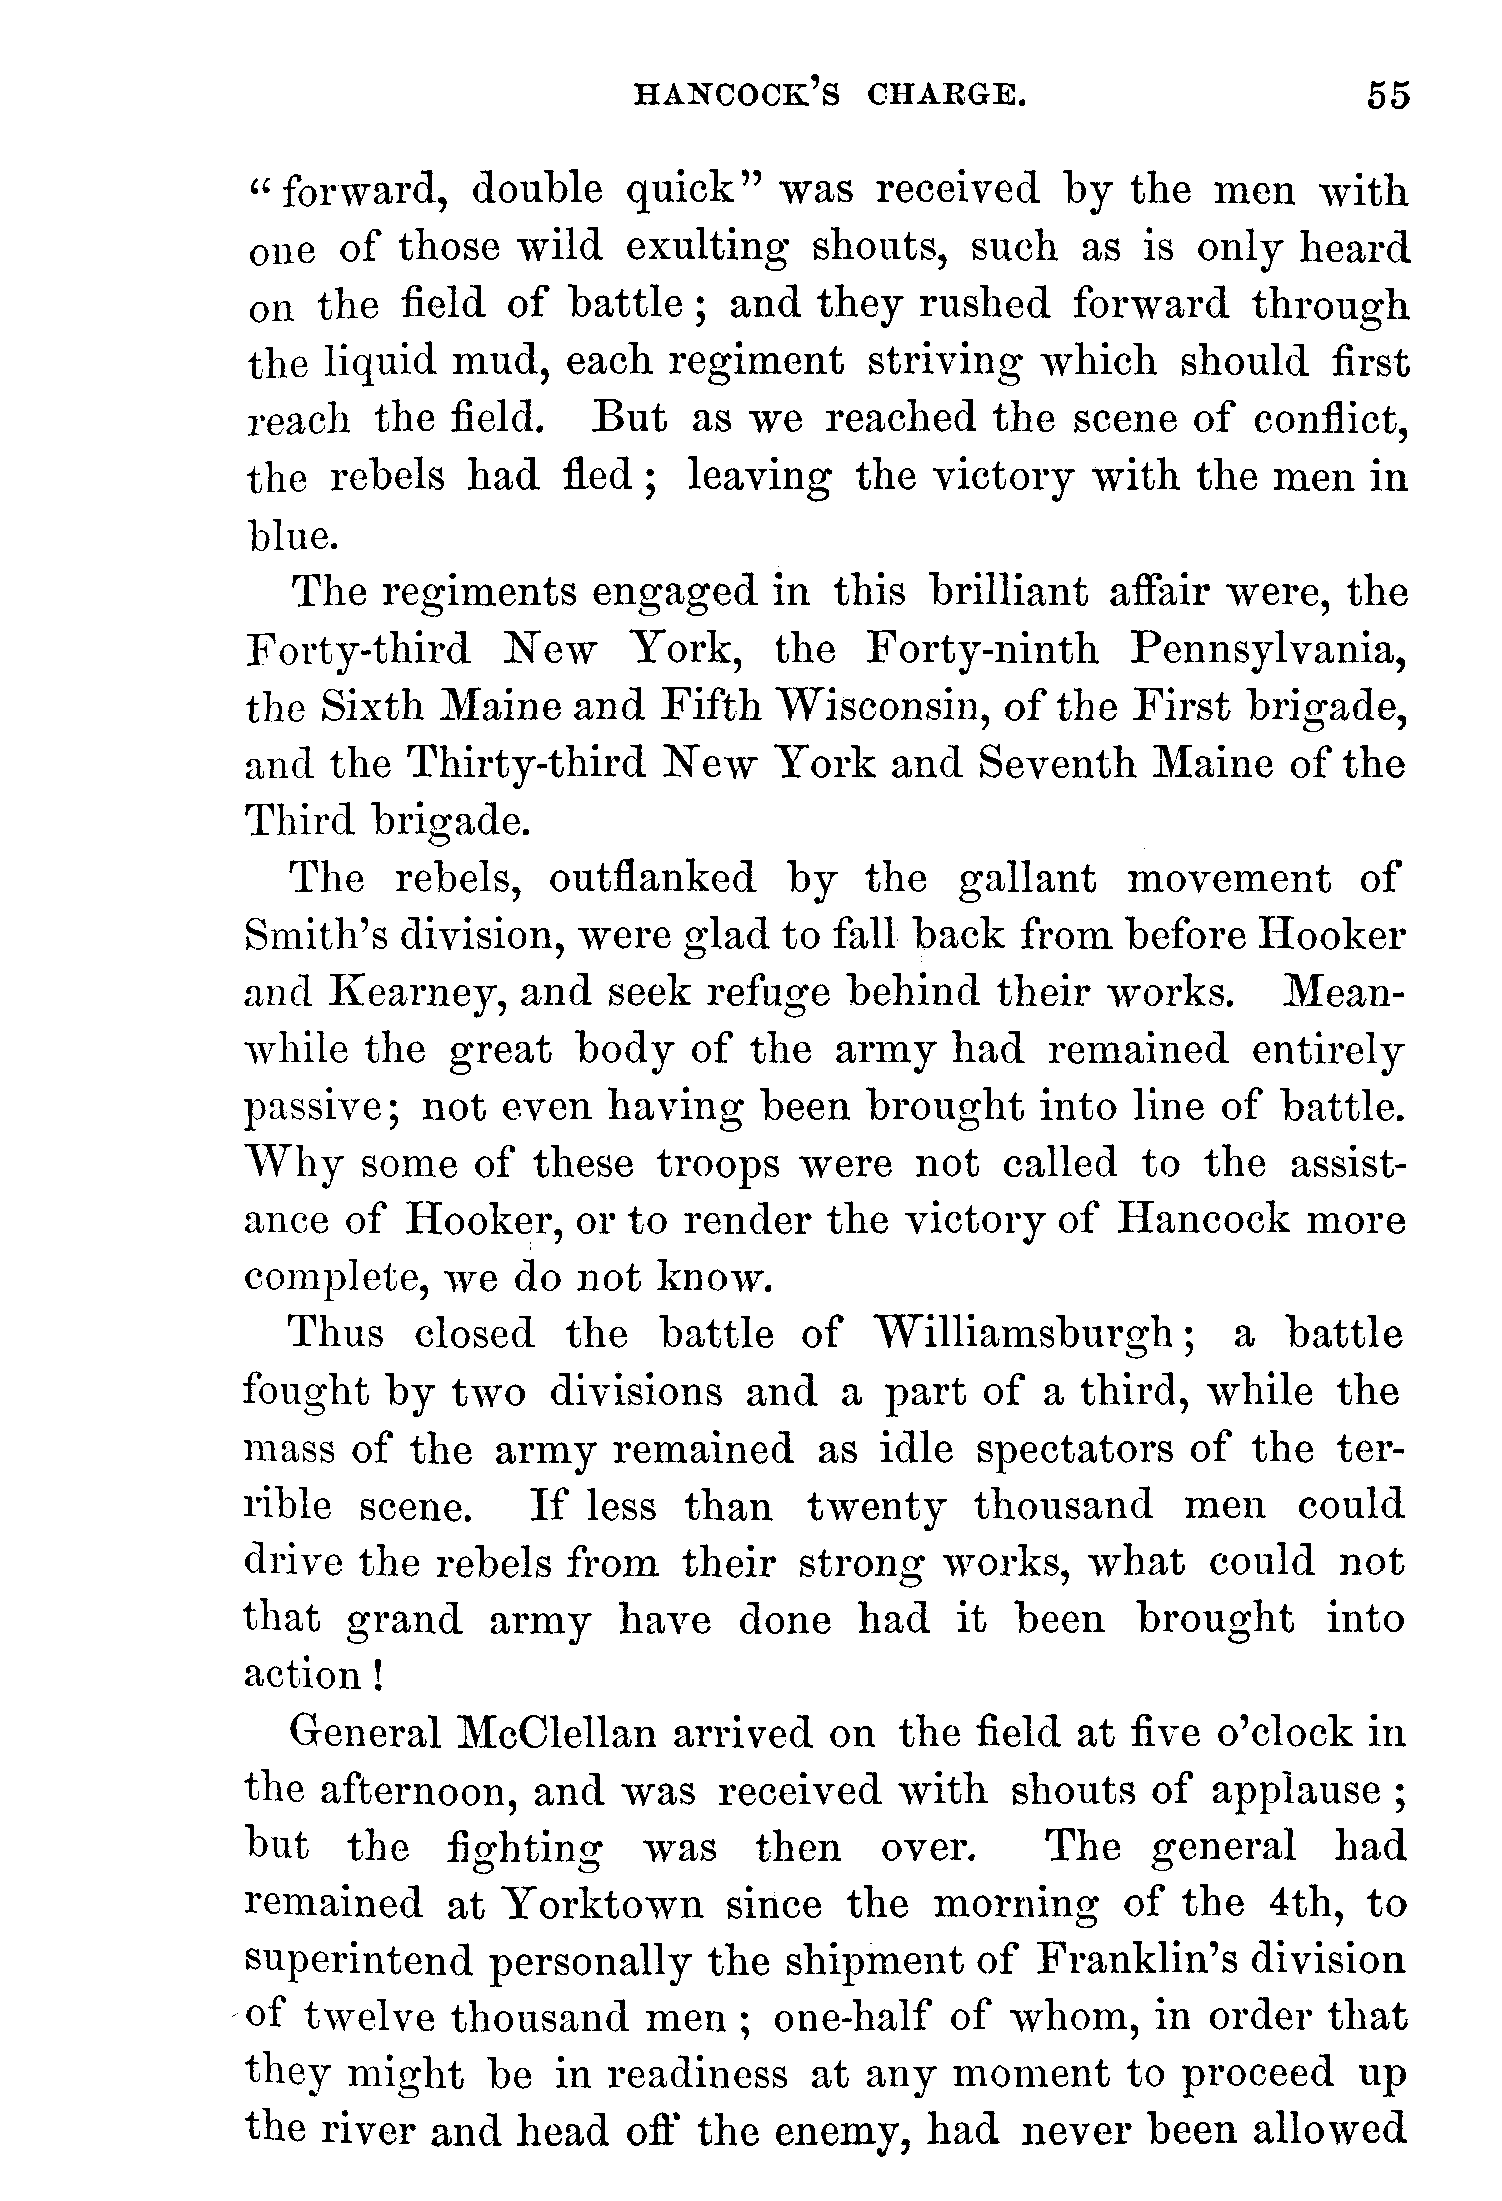 HANCOCK'S CHARGE. 55
“ forward, double quick” was received by the men with
one of those wild exulting shouts, such as is only heard
on the field of battle ; and they rushed forward through
the liquid mud, each regiment striving which should first
reach the field. But as we reached the scene of conflict,
the rebels had fled ; leaving the victory with the men in
blue.
The regiments engaged in this brilliant affair were, the
Forty-third New York, the Forty-ninth Pennsylvania,
the Sixth Maine and Fifth Wisconsin, of the First brigade,
and the Thirty-third New York and Seventh Maine of the
Third brigade.
The rebels, outflanked by the gallant movement of
Smith's division, were glad to fall back from before Hooker
and Kearney, and seek refuge behind their works. Mean-
while the great body of the army had remained entirely
passive; not even having been brought into line of battle.
Why some of these troops were not called to the assist-
ance of Hooker, or to render the victory of Hancock more
complete, we do not know.
Thus closed the battle of Williamsburgh ; a battle
fought by two divisions and a part of a third, while the
mass of the army remained as idle spectators of the ter-
rible scene. If less than twenty thousand men could
drive the rebels from their strong works, what could not
that grand army have done had it been brought into
action !
General McClellan arrived on the field at five o'clock in
the afternoon, and was received with shouts of applause ;
but the fighting was then over. The general had
remained at Yorktown since the morning of the 4th, to
superintend personally the shipment of Franklin's division
of twelve thousand men ; one-half of whom, in order that
they might be in readiness at any moment to proceed up
the river and head off the enemy, had never been allowed